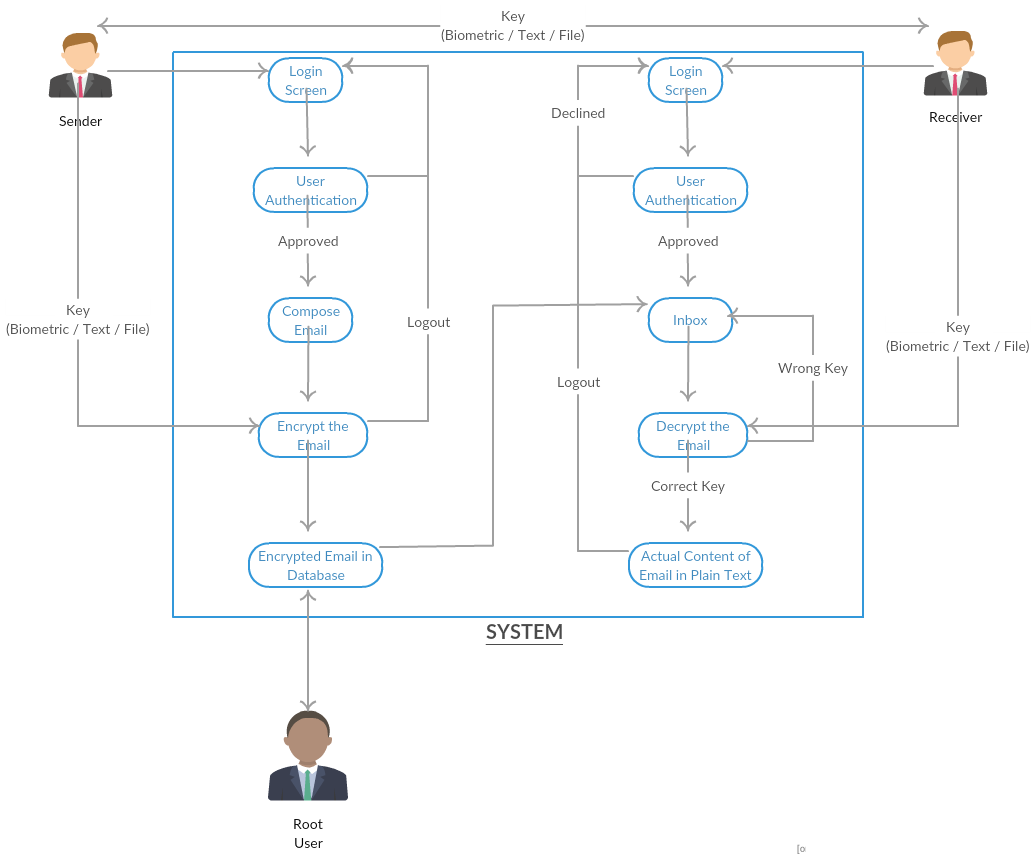 Key
(Biometric / Text / File)
Sender
Receiver
Login
Screen
Login
Screen
Declined
User
Authentication
User
Authentication
Approved
Approved
Key
(Biometric / Text / File)
Compose
Email
Logout
Inbox
Key
(Biometric / Text / File)
Wrong Key
Logout
Encrypt the
Email
Decrypt the
Email
Correct Key
Encrypted Email in
Database
Actual Content of
Email in Plain Text
SYSTEM
Root
User